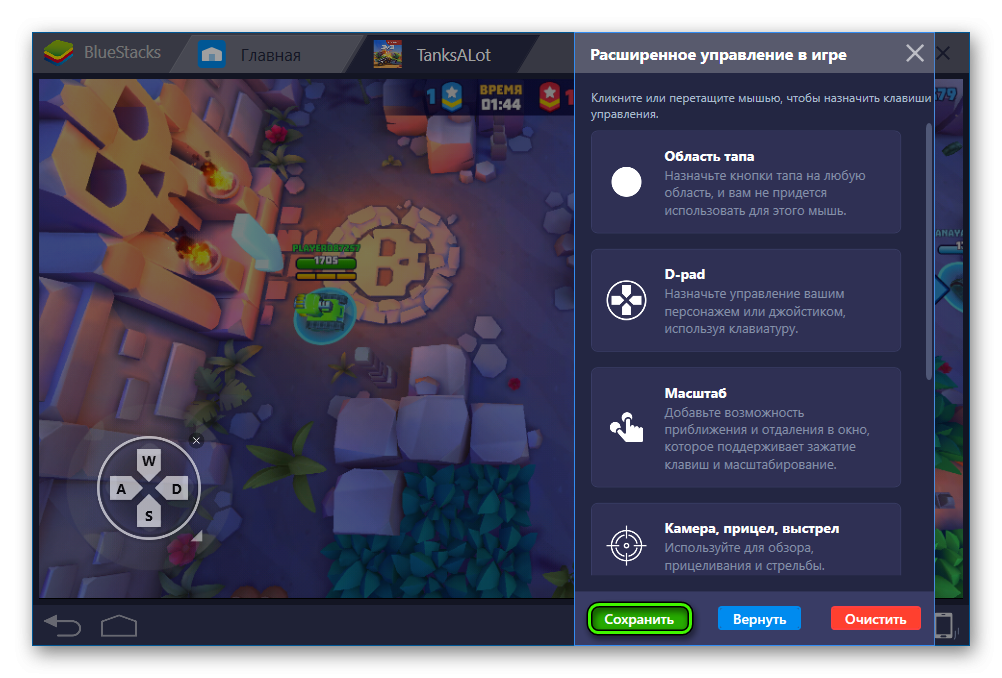 BlueStacks
Главная
TanksALot
Расширенное управление в игре
1
ВРЕМЯ
01:44
1
379
Кликните или перетащите мышью, чтобы назначить клавиши
управления.
Область тапа
Назначьте кнопки тапа на любую
область, и вам не придется
использовать для этого мышь.
1705
D-pad
Назначьте управление вашим
персонажем или джойстиком,
используя клавиатуру.
Масштаб
Добавьте возможность
приближения и отдаления в окно,
которое поддерживает зажатие
клавиш и масштабирование.
W
A
D
S
Камера, прицел, выстрел
Используйте для обзора,
прицеливания и стрельбы.
Сохранить
Вернуть
Очистить